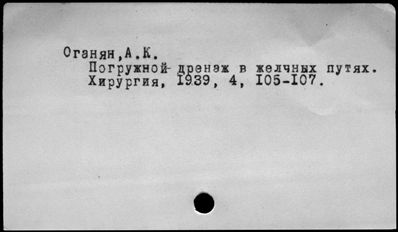 Оганян,А.К.
Погружной дренаж в желчных путях.
Хирургия, 1939, 4, 105-107.